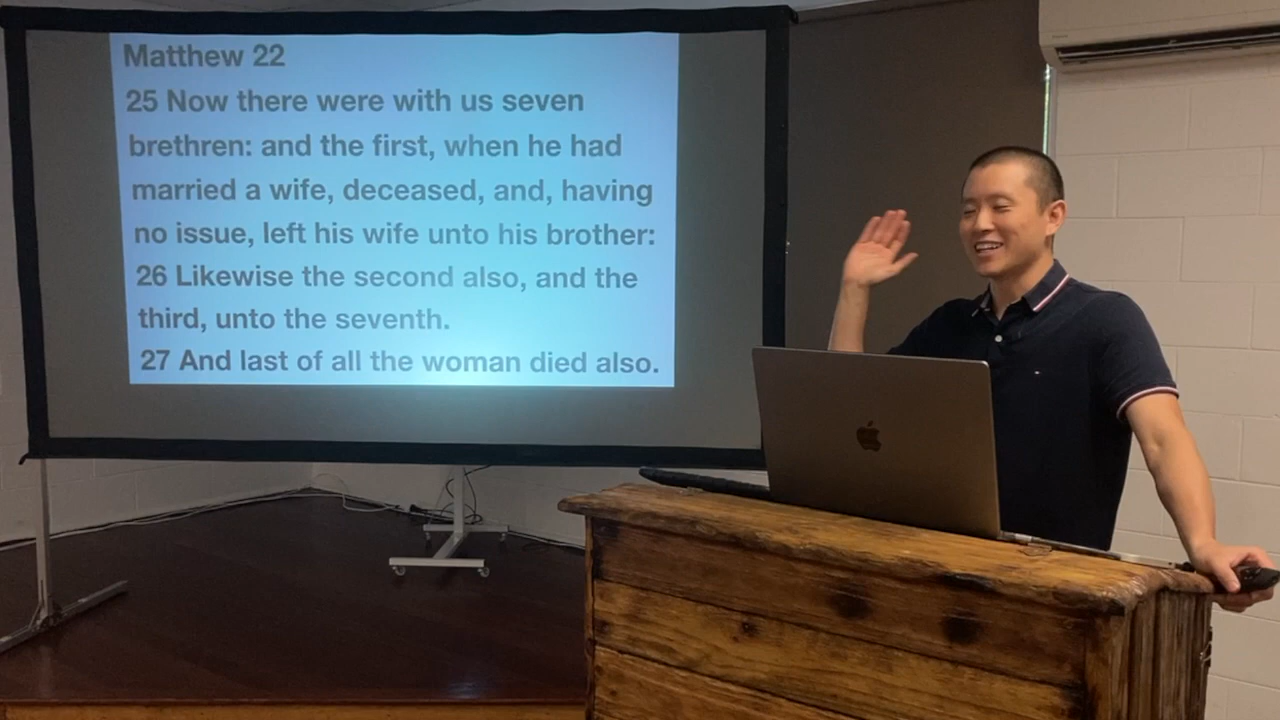 Matthew 22
25 Now there were with us seven
brethren: and the first, when he had
married a wife, deceased, and, having
no issue, left his wife unto his brother:
26 Likewise the second also, and the
third, unto the seventh.
27 And last of all the woman died also.